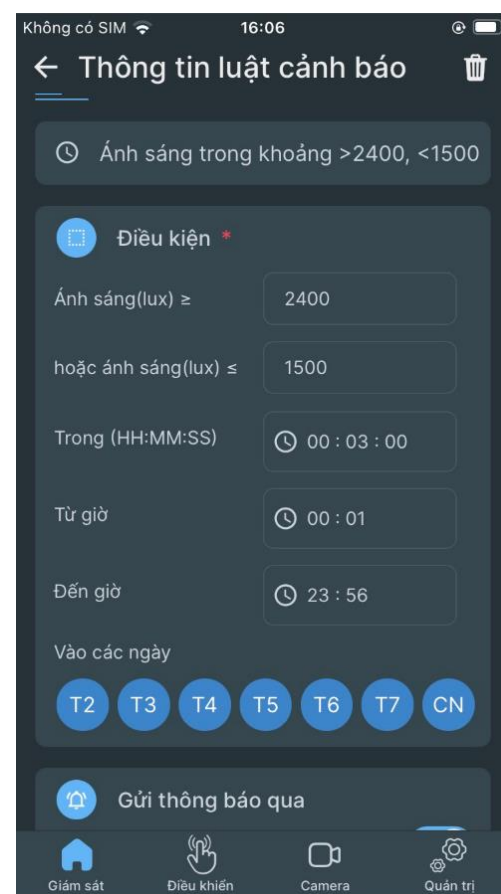 Không có SIM 16:06
Thông tin luật cảnh báo
Ánh sáng trong khoảng >2400, <1500
Điều kiện *
Ánh sáng(lux) ≥ 2400
hoặc ánh sáng(lux) ≤ 1500
Trong (HH:MM:SS) 00 : 03 : 00
Từ giờ 00 : 01
Đến giờ 23 : 56
Vào các ngày
T2 T3 T4 T5 T6 T7 CN
Gửi thông báo qua
Giám sát Điều khiển Camera Quản trị